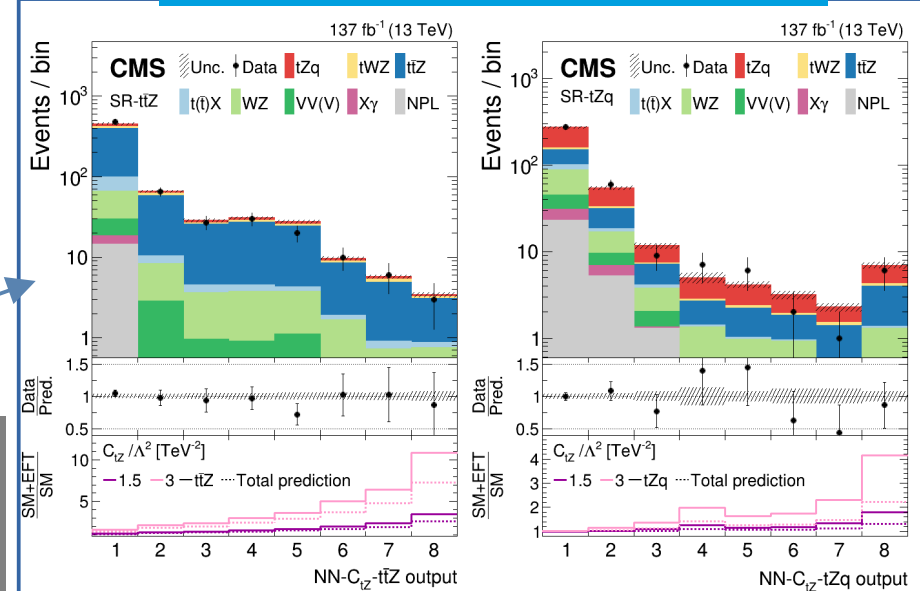 137 fb⁻¹ (13 TeV)
Events / bin
CMS
Unc. Data tZq tWZ tt̄Z
SR-tt̄Z
t(t̄)X WZ VV(V) Xγ NPL
10³
10²
10
1
Data
Pred.
1.5
1
0.5
SM+EFT
SM
C_tZ /Λ² [TeV⁻²]
1.5 3 tt̄Z Total prediction
10
5
1 2 3 4 5 6 7 8
NN-C_tZ-tt̄Z output
137 fb⁻¹ (13 TeV)
Events / bin
CMS
Unc. Data tZq tWZ tt̄Z
SR-tZq
t(t̄)X WZ VV(V) Xγ NPL
10³
10²
10
1
Data
Pred.
1.5
1
0.5
SM+EFT
SM
C_tZ /Λ² [TeV⁻²]
1.5 3 tZq Total prediction
4
3
2
1
1 2 3 4 5 6 7 8
NN-C_tZ-tZq output